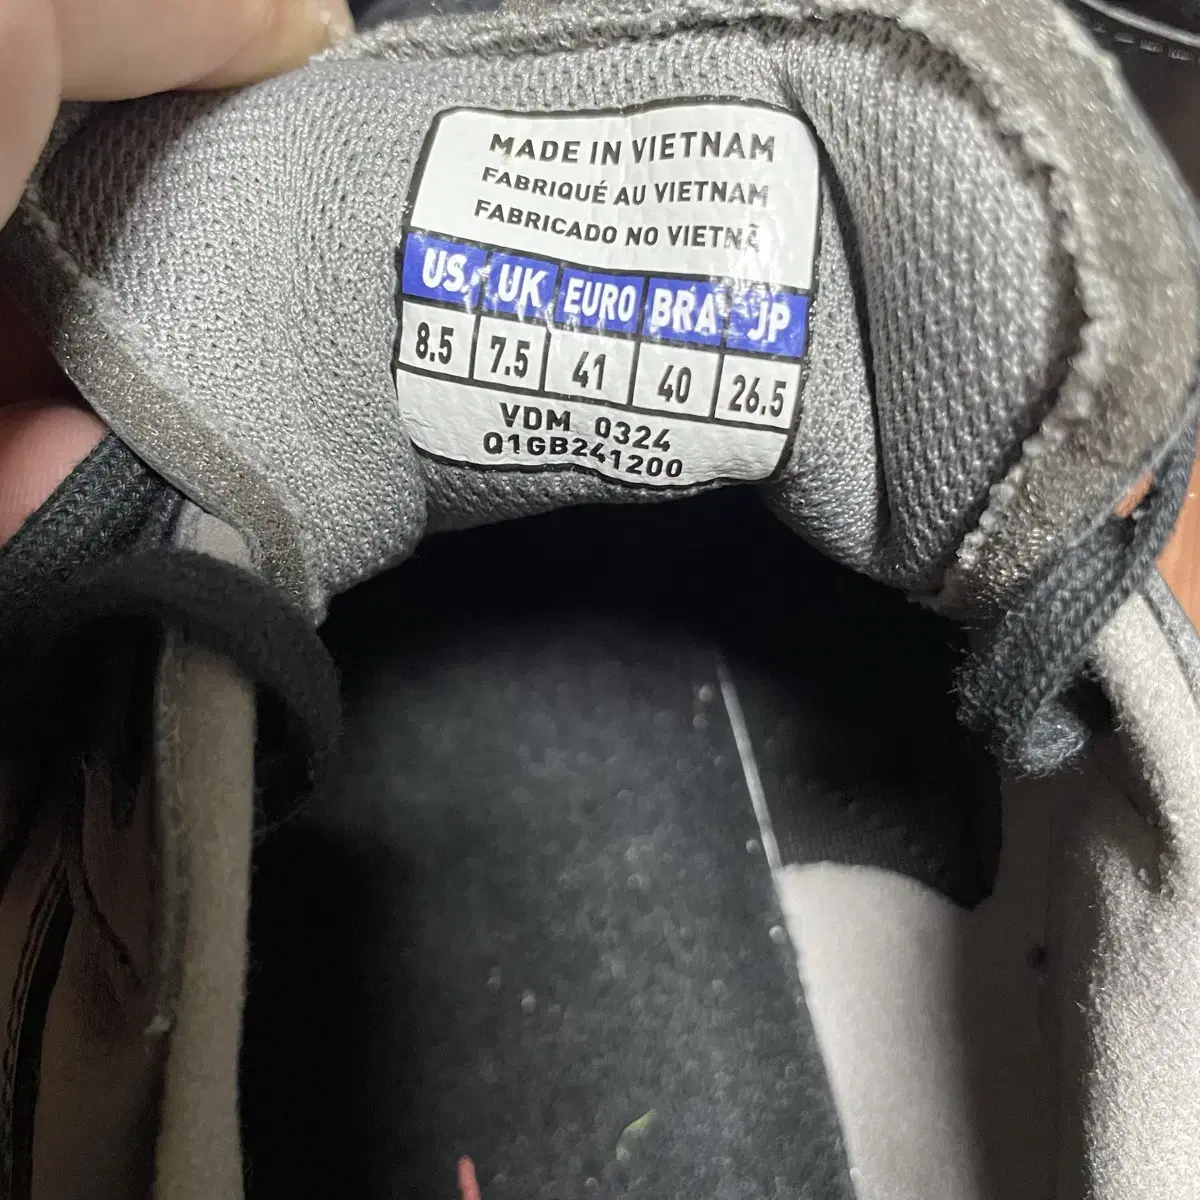 MADE IN VIETNAM
FABRIQUÉ AU VIETNAM
FABRICADO NO VIETNÃ
US UK EURO BRA JP
8.5 7.5 41 40 26.5
VDM 0324
Q1GB241200